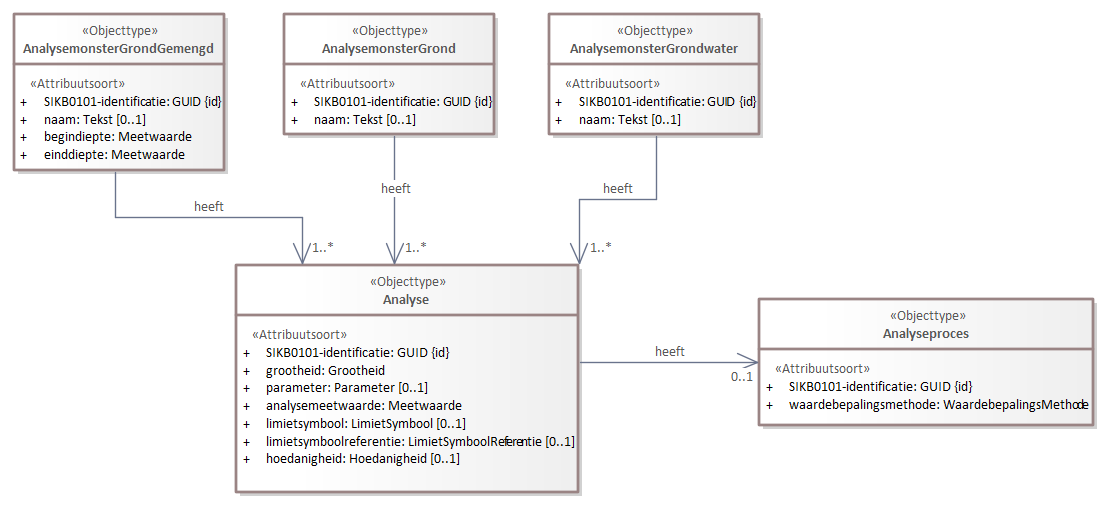 «Objecttype»
AnalysemonsterGrondGemengd
«Attribuutsoort»
+ SIKB0101-identificatie: GUID {id}
+ naam: Tekst [0..1]
+ begindiepte: Meetwaarde
+ einddiepte: Meetwaarde
«Objecttype»
AnalysemonsterGrond
«Attribuutsoort»
+ SIKB0101-identificatie: GUID {id}
+ naam: Tekst [0..1]
«Objecttype»
AnalysemonsterGrondwater
«Attribuutsoort»
+ SIKB0101-identificatie: GUID {id}
+ naam: Tekst [0..1]
heeft
1..*
heeft
1..*
heeft
1..*
«Objecttype»
Analyse
«Attribuutsoort»
+ SIKB0101-identificatie: GUID {id}
+ grootheid: Grootheid
+ parameter: Parameter [0..1]
+ analysemeetwaarde: Meetwaarde
+ limietsymbool: LimietSymbool [0..1]
+ limietsymboolreferentie: LimietSymboolReferentie [0..1]
+ hoedanigheid: Hoedanigheid [0..1]
heeft
0..1
«Objecttype»
Analyseproces
«Attribuutsoort»
+ SIKB0101-identificatie: GUID {id}
+ waardebepalingsmethode: WaardebepalingsMethode